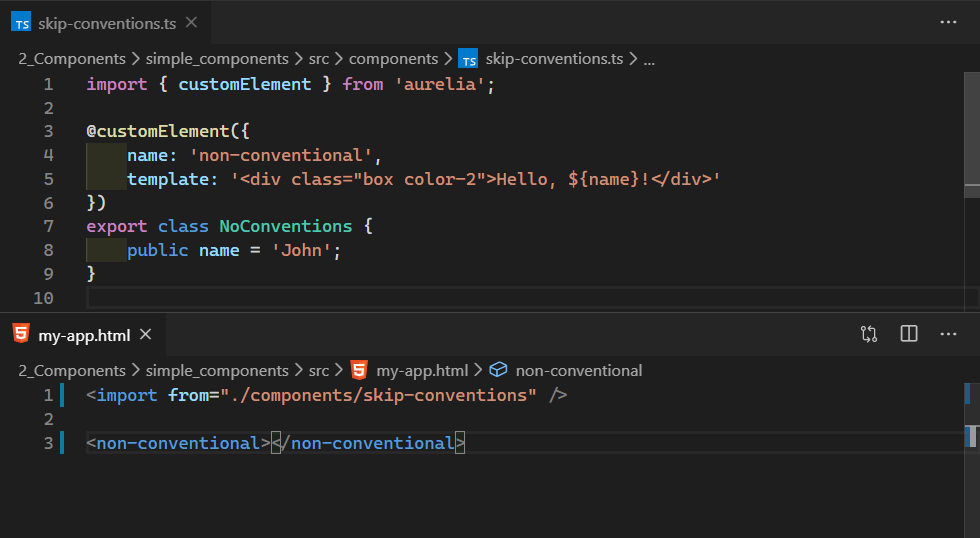 TS skip-conventions.ts × ...
2_Components > simple_components > src > components > TS skip-conventions.ts > ...
1 import { customElement } from 'aurelia';
2
3 @customElement({
4     name: 'non-conventional',
5     template: '<div class="box color-2">Hello, ${name}!</div>'
6 })
7 export class NoConventions {
8     public name = 'John';
9 }
10
5 my-app.html × ...
2_Components > simple_components > src > 5 my-app.html > non-conventional
1 <import from="./components/skip-conventions" />
2
3 <non-conventional></non-conventional>